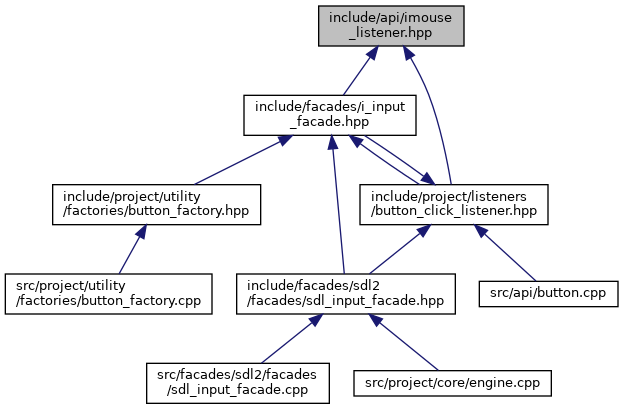 include/api/imouse
_listener.hpp
include/facades/i_input
_facade.hpp
include/project/utility
/factories/button_factory.hpp
include/project/listeners
/button_click_listener.hpp
src/project/utility
/factories/button_factory.cpp
include/facades/sdl2
/facades/sdl_input_facade.hpp
src/api/button.cpp
src/facades/sdl2/facades
/sdl_input_facade.cpp
src/project/core/engine.cpp